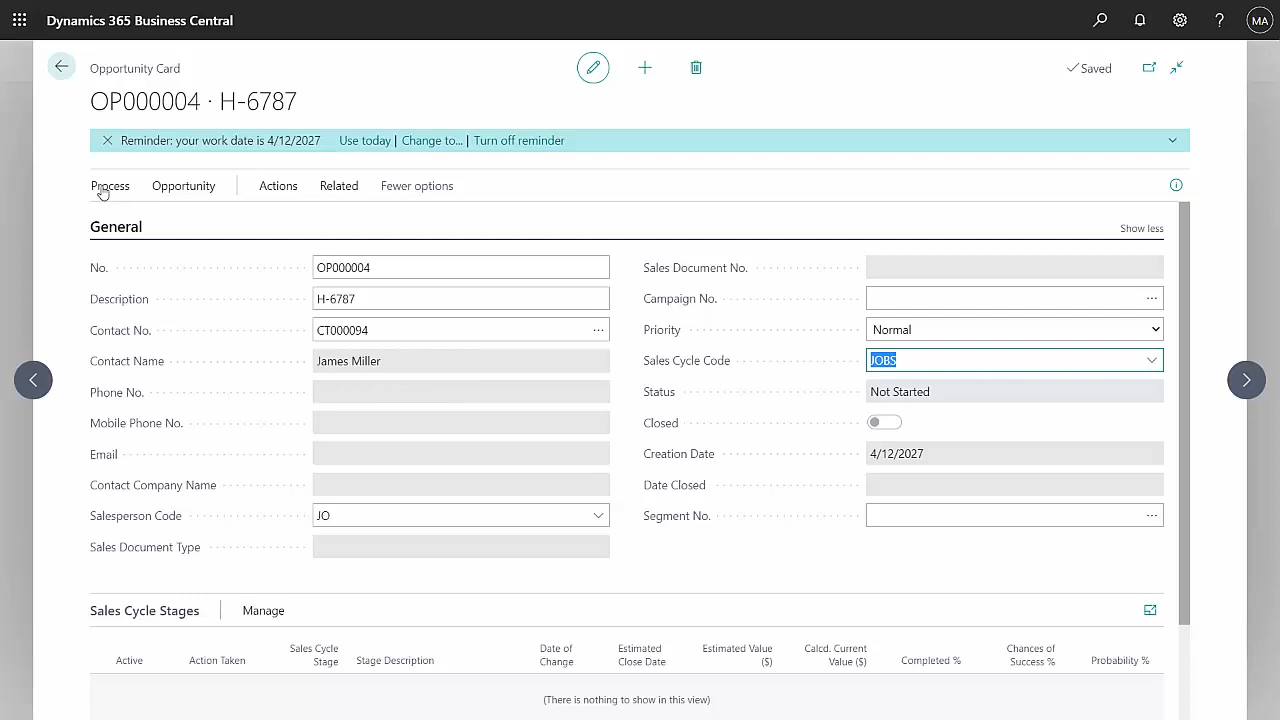 Dynamics 365 Business Central
MA
Opportunity Card
Saved
OP000004 · H-6787
Reminder: your work date is 4/12/2027 Use today | Change to... | Turn off reminder
Process Opportunity Actions Related Fewer options
General
Show less
No. OP000004
Description H-6787
Contact No. CT000094
Contact Name James Miller
Phone No.
Mobile Phone No.
Email
Contact Company Name
Salesperson Code JO
Sales Document Type
Sales Document No.
Campaign No.
Priority Normal
Sales Cycle Code JOBS
Status Not Started
Closed
Creation Date 4/12/2027
Date Closed
Segment No.
Sales Cycle Stages Manage
Active
Action Taken
Sales Cycle
Stage
Stage Description
Date of
Change
Estimated
Close Date
Estimated Value
($)
Calcd. Current
Value ($)
Completed %
Chances of
Success %
Probability %
(There is nothing to show in this view)